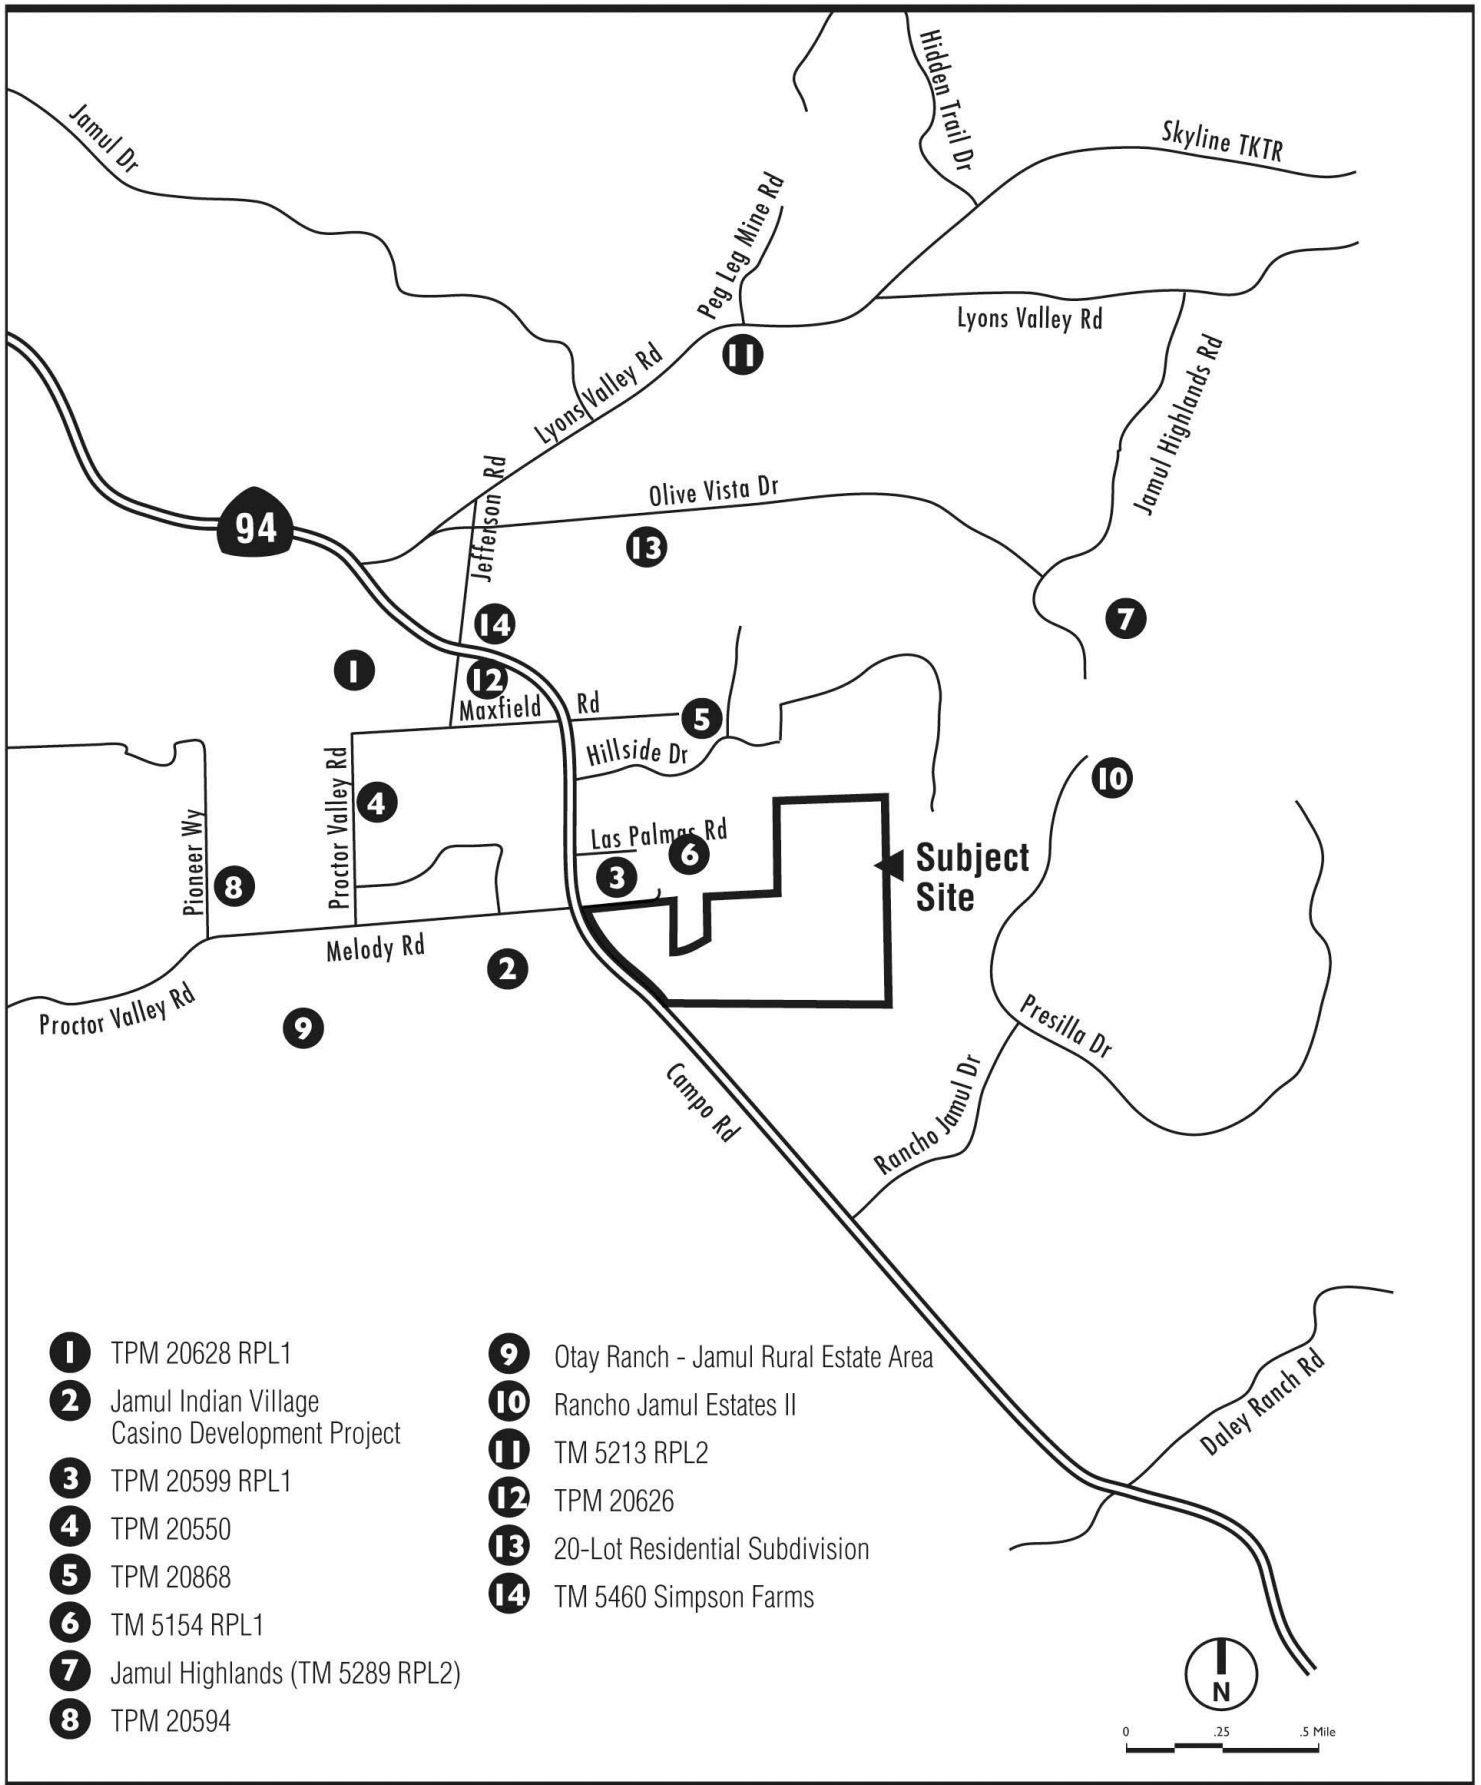 Hidden Trail Dr
Skyline TKTR
Jamul Dr
Peg Leg Mine Rd
Lyons Valley Rd
11
Lyons Valley Rd
Jamul Highlands Rd
94
Jefferson Rd
Olive Vista Dr
13
14
7
1
12
Maxfield Rd
5
Hillside Dr
10
Proctor Valley Rd
4
Pioneer Wy
Las Palmas Rd
6
3
8
Subject
Site
Melody Rd
2
Proctor Valley Rd
9
Presilla Dr
Campo Rd
Rancho Jamul Dr
Daley Ranch Rd
1 TPM 20628 RPL1
2 Jamul Indian Village
Casino Development Project
3 TPM 20599 RPL1
4 TPM 20550
5 TPM 20868
6 TM 5154 RPL1
7 Jamul Highlands (TM 5289 RPL2)
8 TPM 20594
9 Otay Ranch - Jamul Rural Estate Area
10 Rancho Jamul Estates II
11 TM 5213 RPL2
12 TPM 20626
13 20-Lot Residential Subdivision
14 TM 5460 Simpson Farms
N
0 .25 .5 Mile